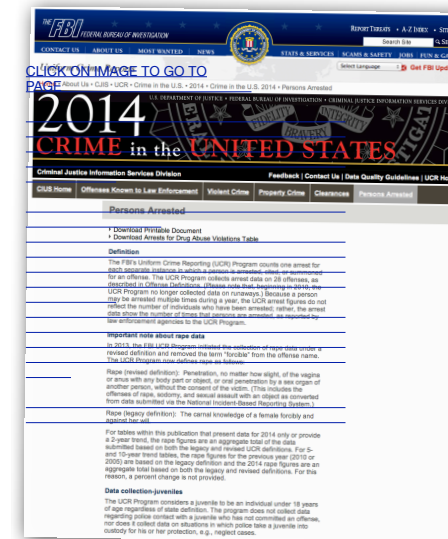 THE FBI FEDERAL BUREAU OF INVESTIGATION
REPORT THREATS • A-Z INDEX • SIT
Search Site
CONTACT US ABOUT US MOST WANTED NEWS STATS & SERVICES SCAMS & SAFETY JOBS FUN & GA
Select Language Get FBI Upd
CLICK ON IMAGE TO GO TO
PAGE
About Us • CJIS • UCR • Crime in the U.S. • 2014 • Crime in the U.S. 2014 • Persons Arrested
U.S. DEPARTMENT OF JUSTICE • FEDERAL BUREAU OF INVESTIGATION • CRIMINAL JUSTICE INFORMATION SERVICES DIV
2014
FIDELITY BRAVERY INTEGRITY
CRIME in the UNITED STATES
Criminal Justice Information Services Division Feedback | Contact Us | Data Quality Guidelines | UCR Ho
CIUS Home Offenses Known to Law Enforcement Violent Crime Property Crime Clearances Persons Arrested
Persons Arrested
Download Printable Document
Download Arrests for Drug Abuse Violations Table
Definition
The FBI's Uniform Crime Reporting (UCR) Program counts one arrest for
each separate instance in which a person is arrested, cited, or summoned
for an offense. The UCR Program collects arrest data on 28 offenses, as
described in Offense Definitions. (Please note that, beginning in 2010, the
UCR Program no longer collected data on runaways.) Because a person
may be arrested multiple times during a year, the UCR arrest figures do not
reflect the number of individuals who have been arrested; rather, the arrest
data show the number of times that persons are arrested, as reported by
law enforcement agencies to the UCR Program.
Important note about rape data
In 2013, the FBI UCR Program initiated the collection of rape data under a
revised definition and removed the term "forcible" from the offense name.
The UCR Program now defines rape as follows:
Rape (revised definition): Penetration, no matter how slight, of the vagina
or anus with any body part or object, or oral penetration by a sex organ of
another person, without the consent of the victim. (This includes the
offenses of rape, sodomy, and sexual assault with an object as converted
from data submitted via the National Incident-Based Reporting System.)
Rape (legacy definition): The carnal knowledge of a female forcibly and
against her will.
For tables within this publication that present data for 2014 only or provide
a 2-year trend, the rape figures are an aggregate total of the data
submitted based on both the legacy and revised UCR definitions. For 5-
and 10-year trend tables, the rape figures for the previous year (2010 or
2005) are based on the legacy definition and the 2014 rape figures are an
aggregate total based on both the legacy and revised definitions. For this
reason, a percent change is not provided.
Data collection-juveniles
The UCR Program considers a juvenile to be an individual under 18 years
of age regardless of state definition. The program does not collect data
regarding police contact with a juvenile who has not committed an offense,
nor does it collect data on situations in which police take a juvenile into
custody for his or her protection, e.g., neglect cases.